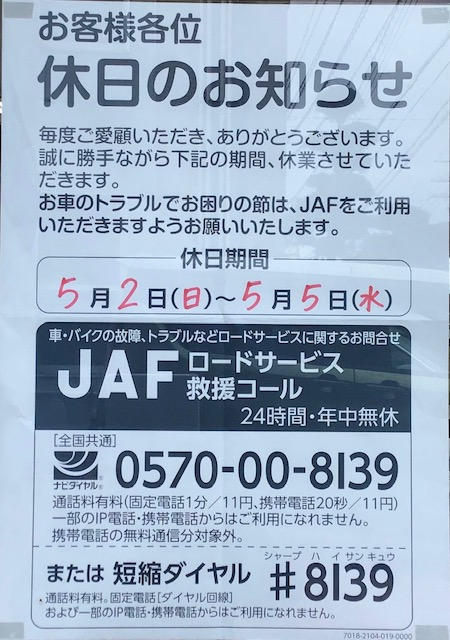 お客様各位
休日のお知らせ
毎度ご愛顧いただき、ありがとうございます。
誠に勝手ながら下記の期間、休業させていた
だきます。
お車のトラブルでお困りの節は、JAFをご利用
いただきますようお願いいたします。
休日期間
5月2日(日)～5月5日(水)
車・バイクの故障、トラブルなどロードサービスに関するお問合せ
JAF ロードサービス
救援コール
24時間・年中無休
[全国共通]
ナビダイヤル® 0570-00-8139
通話料有料(固定電話1分／11円、携帯電話20秒／11円)
一部のIP電話・携帯電話からはご利用になれません。
携帯電話の無料通信分対象外。
シャープ ハイ サンキュウ
または 短縮ダイヤル #8139
通話料有料。固定電話[ダイヤル回線]
および一部のIP電話・携帯電話からはご利用になれません。
7018-2104-019-0000